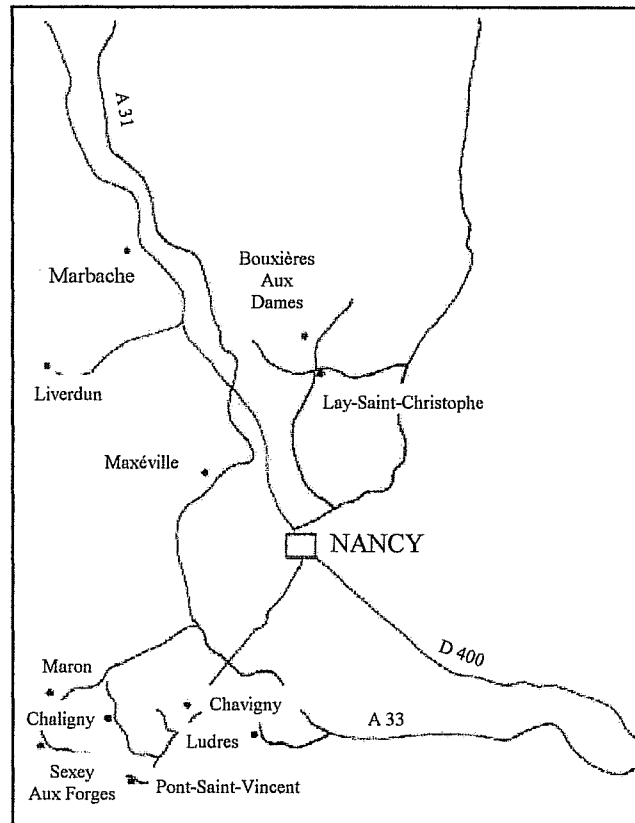 A 31
Marbache
Bouxières
Aux
Dames
Liverdun
Lay-Saint-Christophe
Maxéville
NANCY
D 400
Maron
Chavigny
Chaligny
A 33
Ludres
Sexey
Aux Forges
Pont-Saint-Vincent